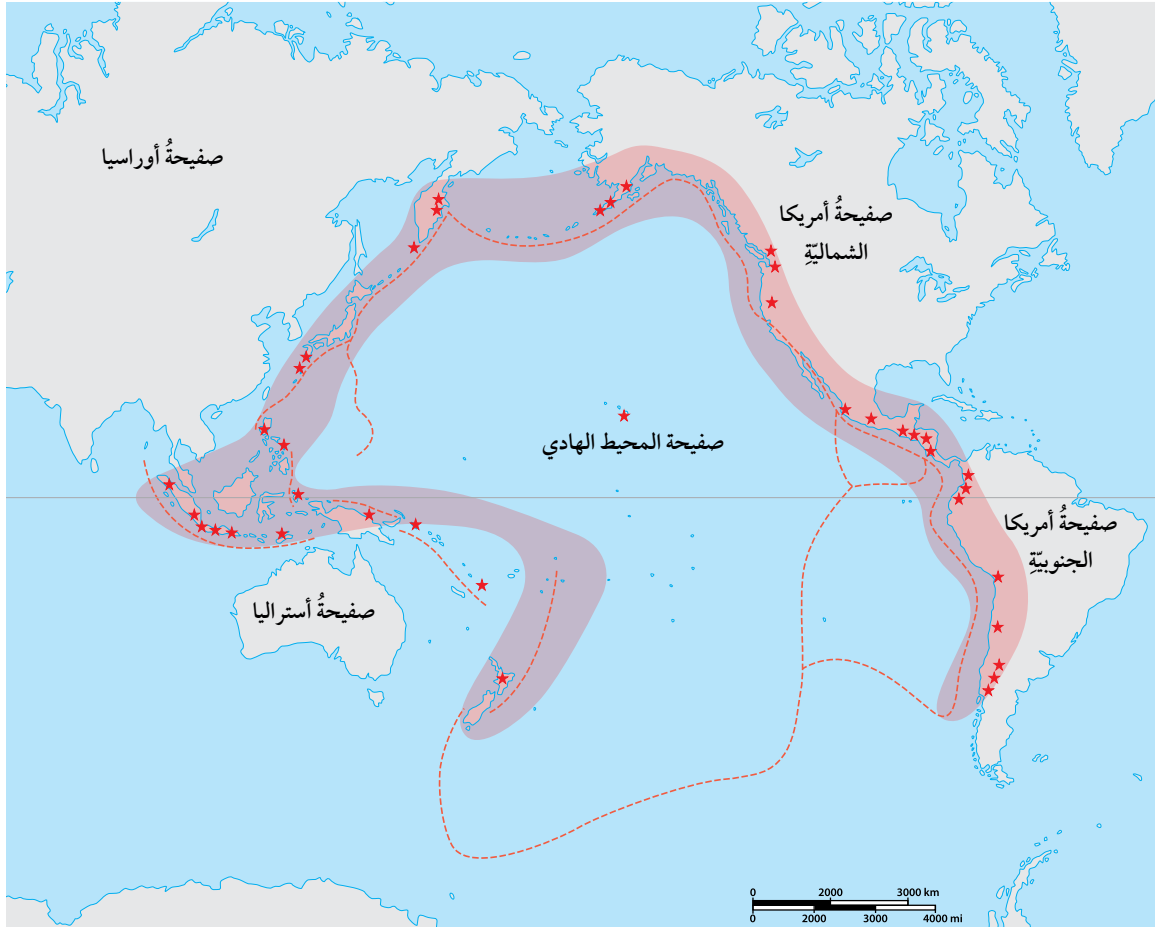 صفيحةُ أوراسيا
صفيحةُ أمريكا
الشماليّةِ
صفيحة المحيط الهادي
صفيحةُ أمريكا
الجنوبيّةِ
صفيحةُ أستراليا
0 2000 3000 km
0 2000 3000 4000 mi